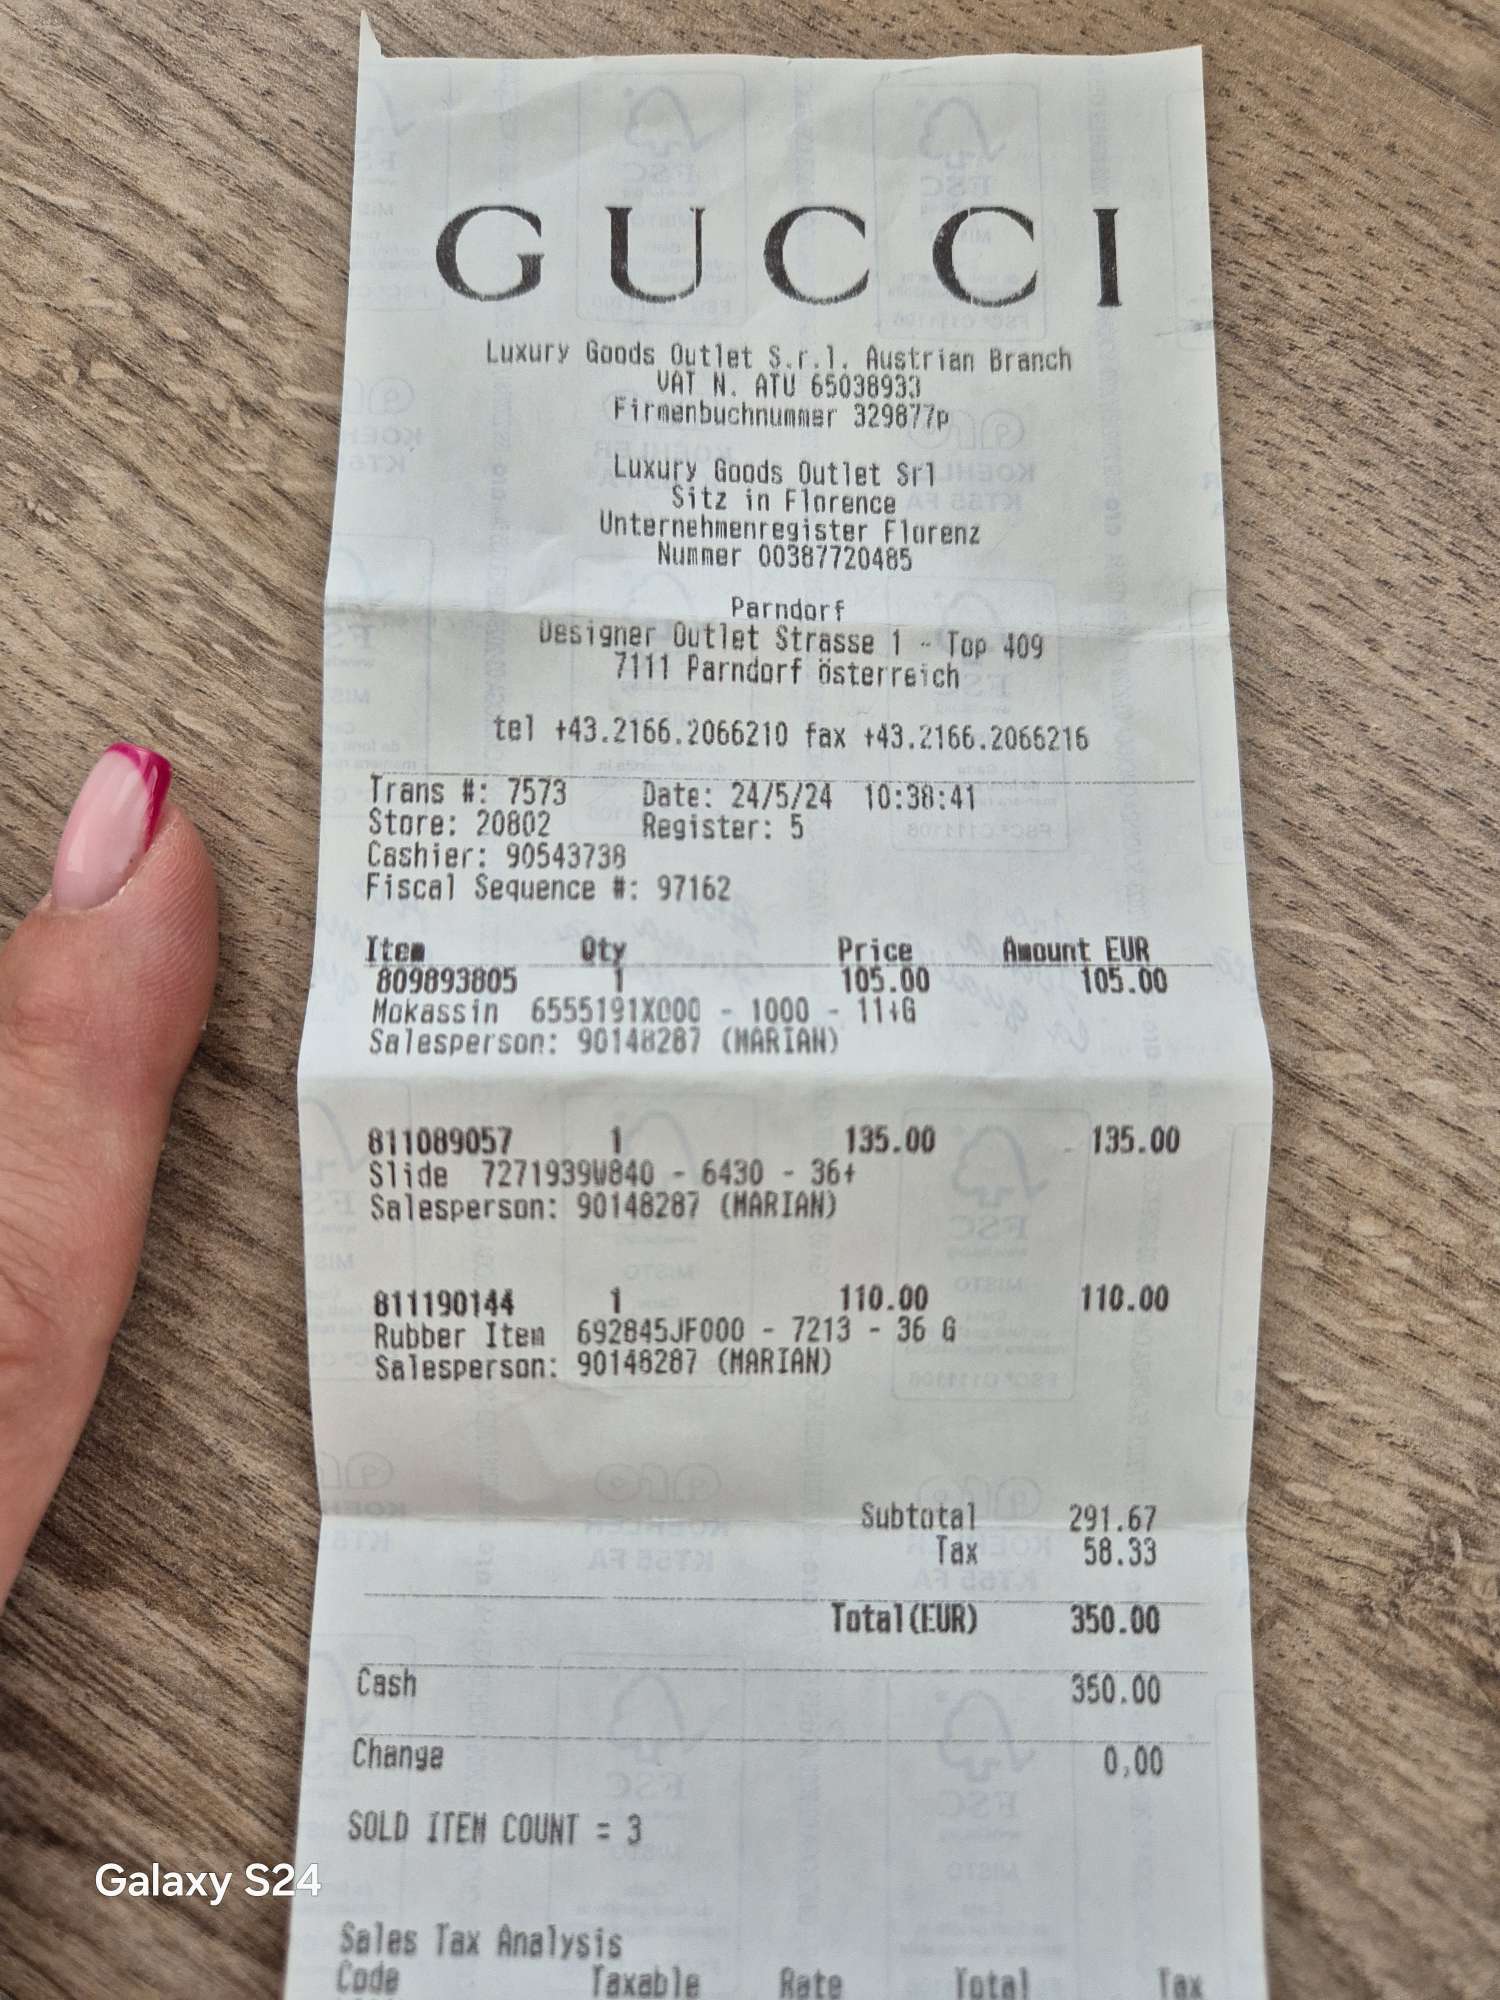 GUCCI
Luxury Goods Outlet S.r.l. Austrian Branch
VAT N. ATU 65038933
Firmenbuchnummer 329877p
Luxury Goods Outlet Srl
Sitz in Florence
Unternehmenregister Florenz
Nummer 00387720485
Parndorf
Designer Outlet Strasse 1 - Top 409
7111 Parndorf Österreich
tel +43.2166.2066210 fax +43.2166.2066216
Trans #: 7573 Date: 24/5/24 10:38:41
Store: 20802 Register: 5
Cashier: 90543738
Fiscal Sequence #: 97162
Item Qty Price Amount EUR
809893805 1 105.00 105.00
Mokassin 6555191X000 - 1000 - 11+G
Salesperson: 90148287 (MARIAN)
811089057 1 135.00 135.00
Slide 7271939W840 - 6430 - 36+
Salesperson: 90148287 (MARIAN)
811190144 1 110.00 110.00
Rubber Item 692845JF000 - 7213 - 36 G
Salesperson: 90148287 (MARIAN)
Subtotal 291.67
Tax 58.33
Total(EUR) 350.00
Cash 350.00
Change 0,00
SOLD ITEM COUNT = 3
Galaxy S24
Sales Tax Analysis
Code Taxable Rate Total Tax